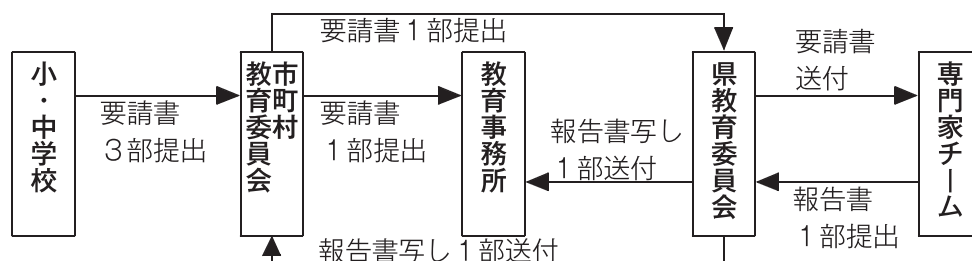 要請書１部提出
小・中学校
要請書
３部提出
市町村
教育委員会
要請書
１部提出
教育事務所
報告書写し
１部送付
県教育委員会
要請書
送付
報告書
１部提出
専門家チーム
報告書写し１部送付